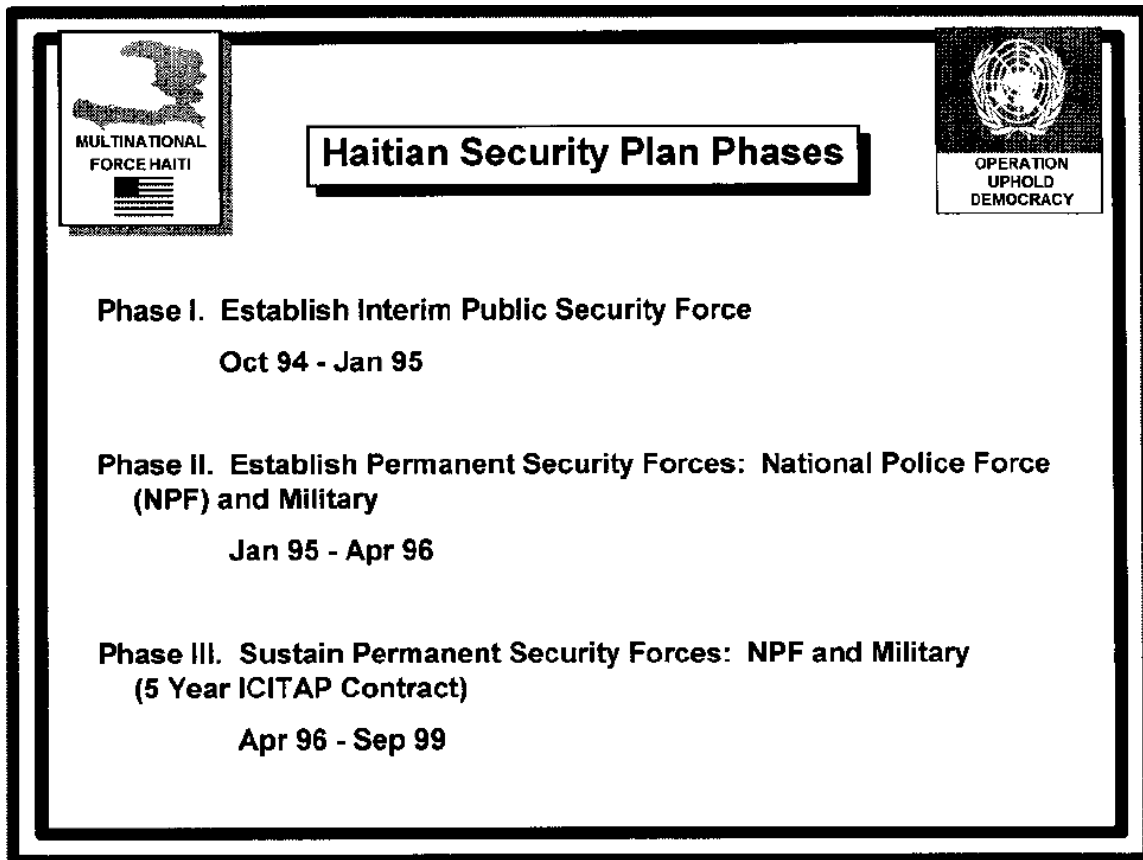 MULTINATIONAL
FORCE HAITI
Haitian Security Plan Phases
OPERATION
UPHOLD
DEMOCRACY
Phase I. Establish Interim Public Security Force
Oct 94 - Jan 95
Phase II. Establish Permanent Security Forces: National Police Force
(NPF) and Military
Jan 95 - Apr 96
Phase III. Sustain Permanent Security Forces: NPF and Military
(5 Year ICITAP Contract)
Apr 96 - Sep 99